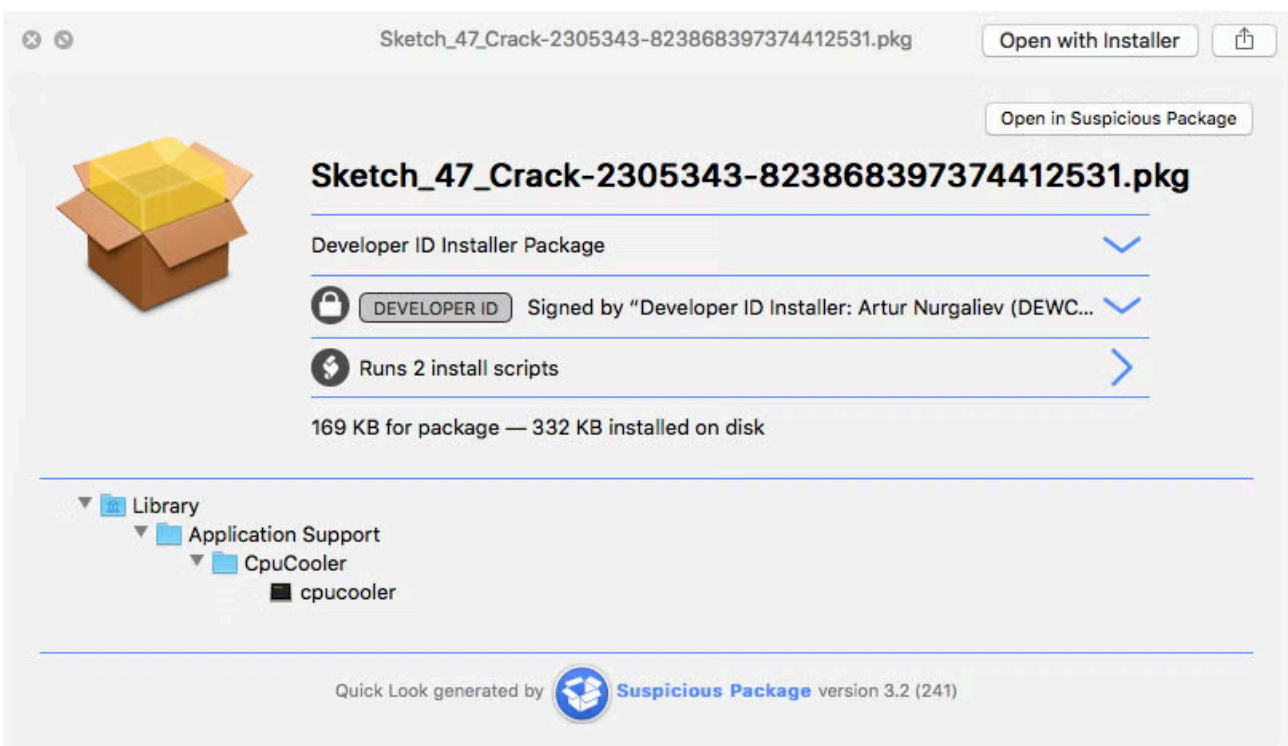 Sketch_47_Crack-2305343-823868397374412531.pkg
Open with Installer
Open in Suspicious Package
Sketch_47_Crack-2305343-823868397374412531.pkg
Developer ID Installer Package
DEVELOPER ID Signed by “Developer ID Installer: Artur Nurgaliev (DEWC...
Runs 2 install scripts
169 KB for package — 332 KB installed on disk
Library
Application Support
CpuCooler
cpucooler
Quick Look generated by Suspicious Package version 3.2 (241)